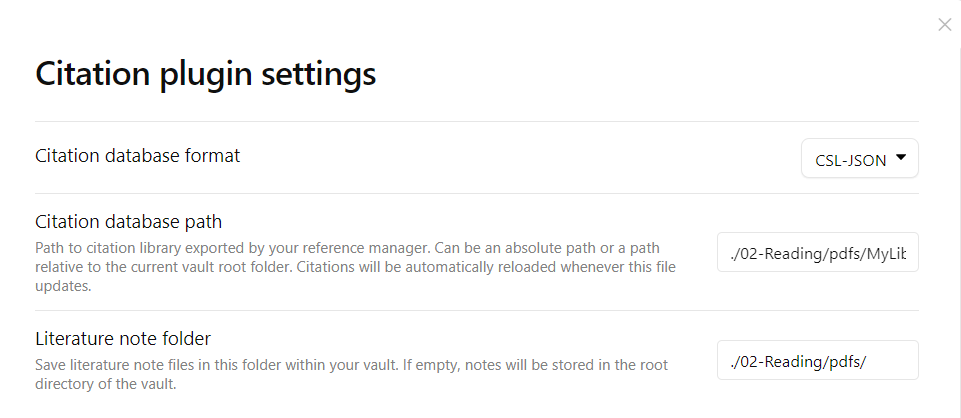 Citation plugin settings
Citation database format
CSL-JSON
Citation database path
Path to citation library exported by your reference manager. Can be an absolute path or a path
relative to the current vault root folder. Citations will be automatically reloaded whenever this file
updates.
./02-Reading/pdfs/MyLib
Literature note folder
Save literature note files in this folder within your vault. If empty, notes will be stored in the root
directory of the vault.
./02-Reading/pdfs/